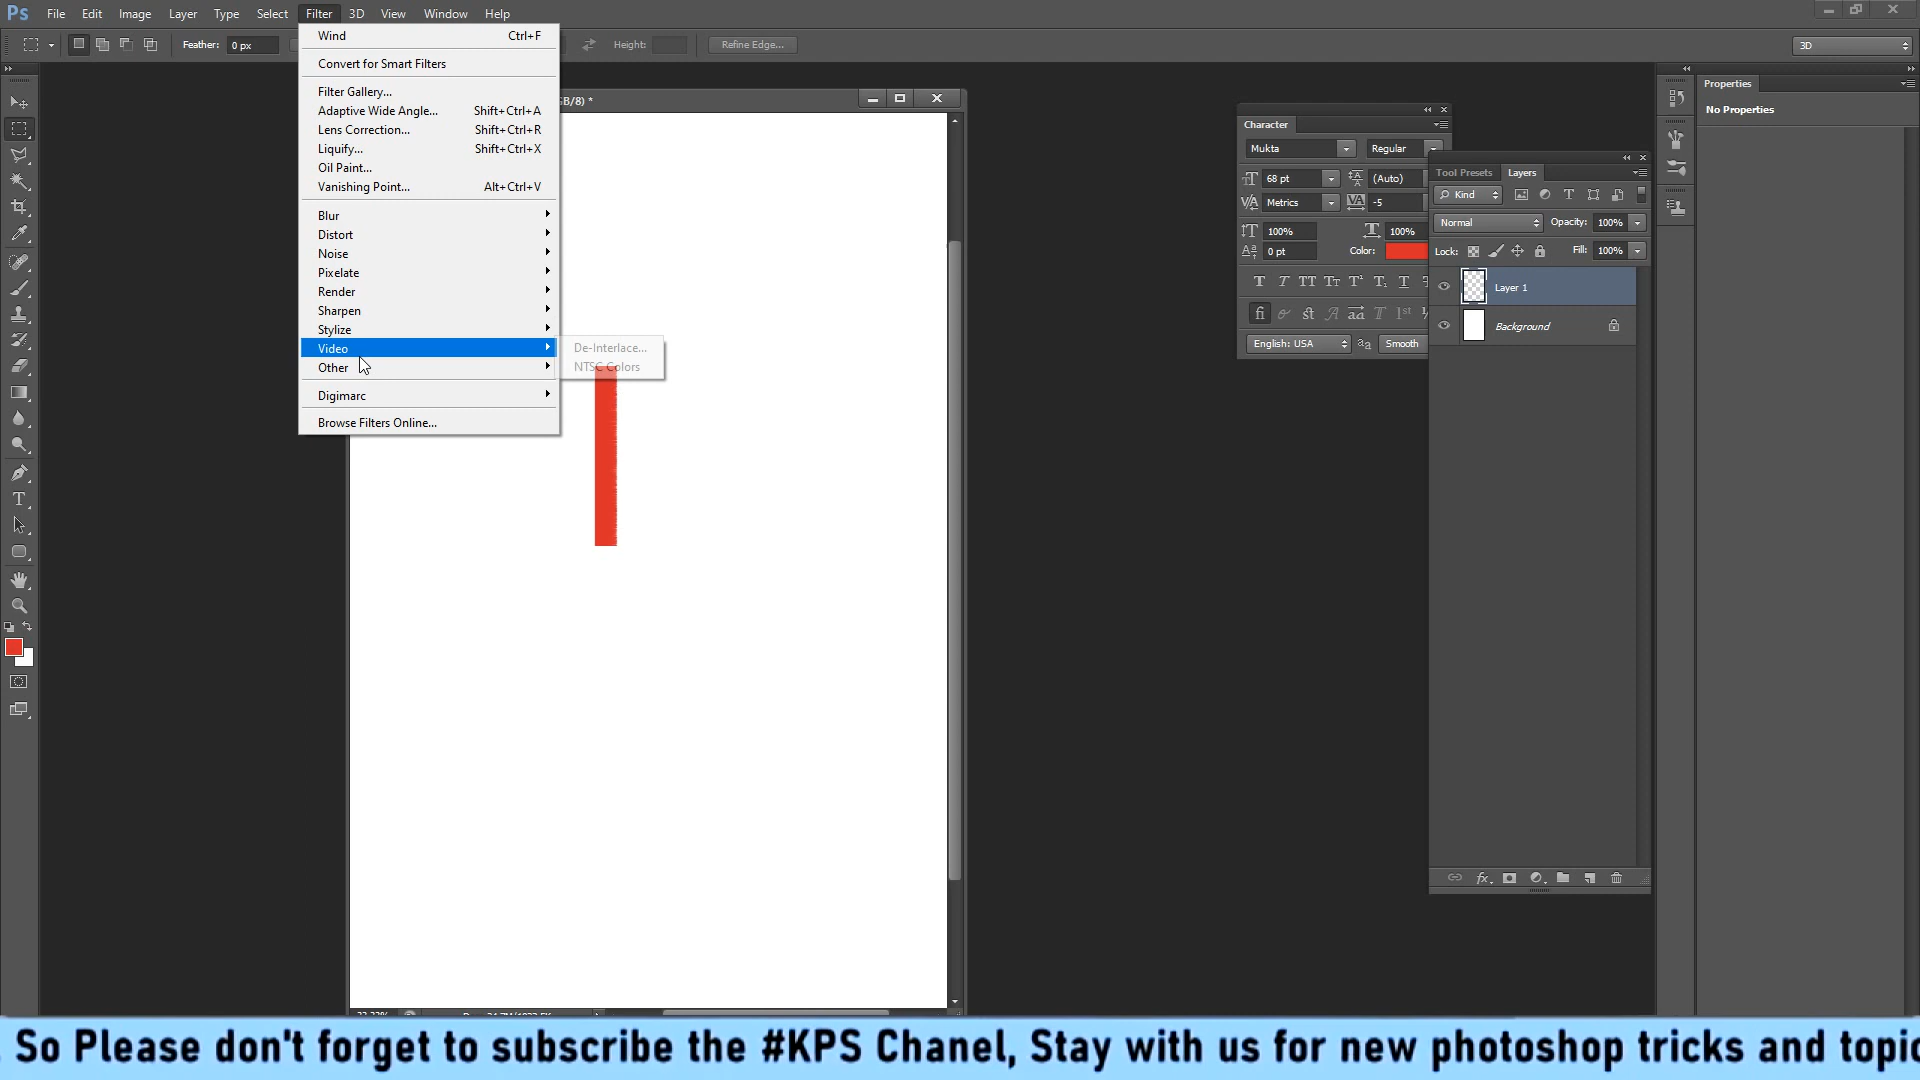 Ps File Edit Image Layer Type Select Filter 3D View Window Help
Feather: 0 px Height: Refine Edge... 3D
Wind Ctrl+F
Convert for Smart Filters
Filter Gallery...
Adaptive Wide Angle... Shift+Ctrl+A
Lens Correction... Shift+Ctrl+R
Liquify... Shift+Ctrl+X
Oil Paint...
Vanishing Point... Alt+Ctrl+V
Blur
Distort
Noise
Pixelate
Render
Sharpen
Stylize
Video
Other
Digimarc
Browse Filters Online...
De-Interlace...
NTSC Colors
GB/8) *
Character
Mukta Regular
68 pt (Auto)
Metrics -5
100% 100%
0 pt Color:
English: USA Smooth
Tool Presets Layers
Kind
Normal Opacity: 100%
Lock: Fill: 100%
Layer 1
Background
Properties
No Properties
So Please don't forget to subscribe the #KPS Chanel, Stay with us for new photoshop tricks and topic